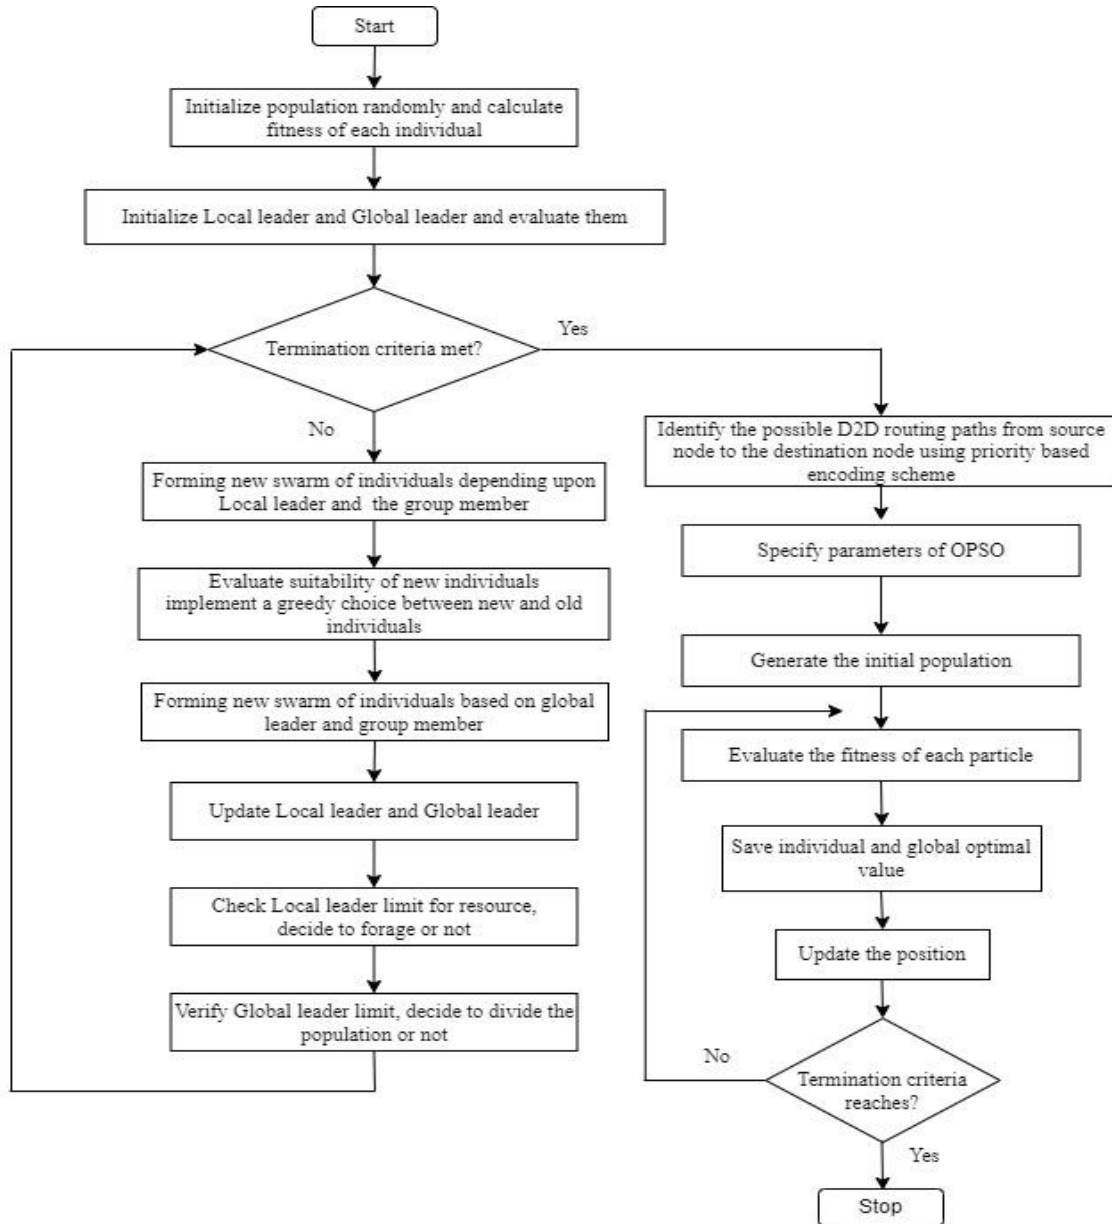 Start
Initialize population randomly and calculate
fitness of each individual
Initialize Local leader and Global leader and evaluate them
Termination criteria met?
Yes
No
Forming new swarm of individuals depending upon
Local leader and the group member
Evaluate suitability of new individuals
implement a greedy choice between new and old
individuals
Forming new swarm of individuals based on global
leader and group member
Update Local leader and Global leader
Check Local leader limit for resource,
decide to forage or not
Verify Global leader limit, decide to divide the
population or not
Identify the possible D2D routing paths from source
node to the destination node using priority based
encoding scheme
Specify parameters of OPSO
Generate the initial population
Evaluate the fitness of each particle
Save individual and global optimal
value
Update the position
No
Termination criteria
reaches?
Yes
Stop